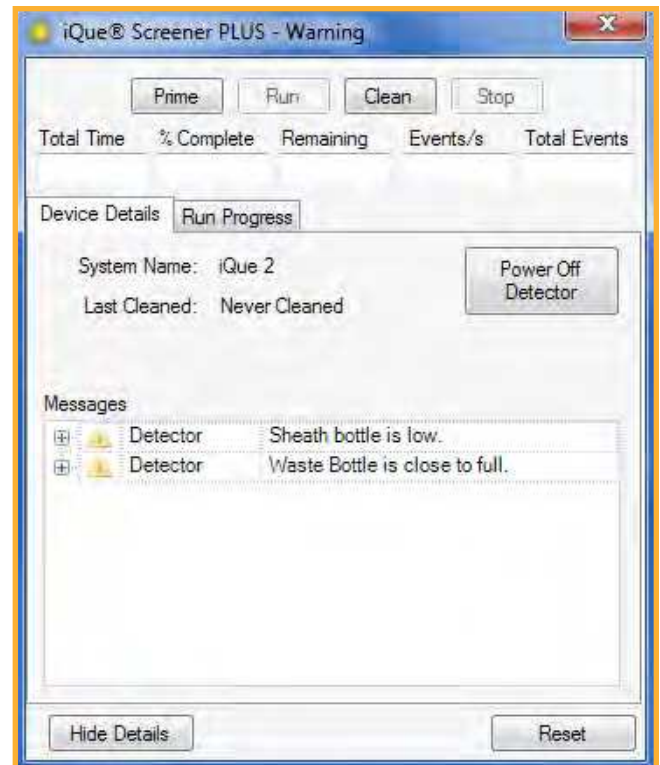 iQue® Screener PLUS - Warning
Prime Run Clean Stop
Total Time % Complete Remaining Events/s Total Events
Device Details Run Progress
System Name: iQue 2
Power Off
Detector
Last Cleaned: Never Cleaned
Messages
Detector Sheath bottle is low.
Detector Waste Bottle is close to full.
Hide Details Reset